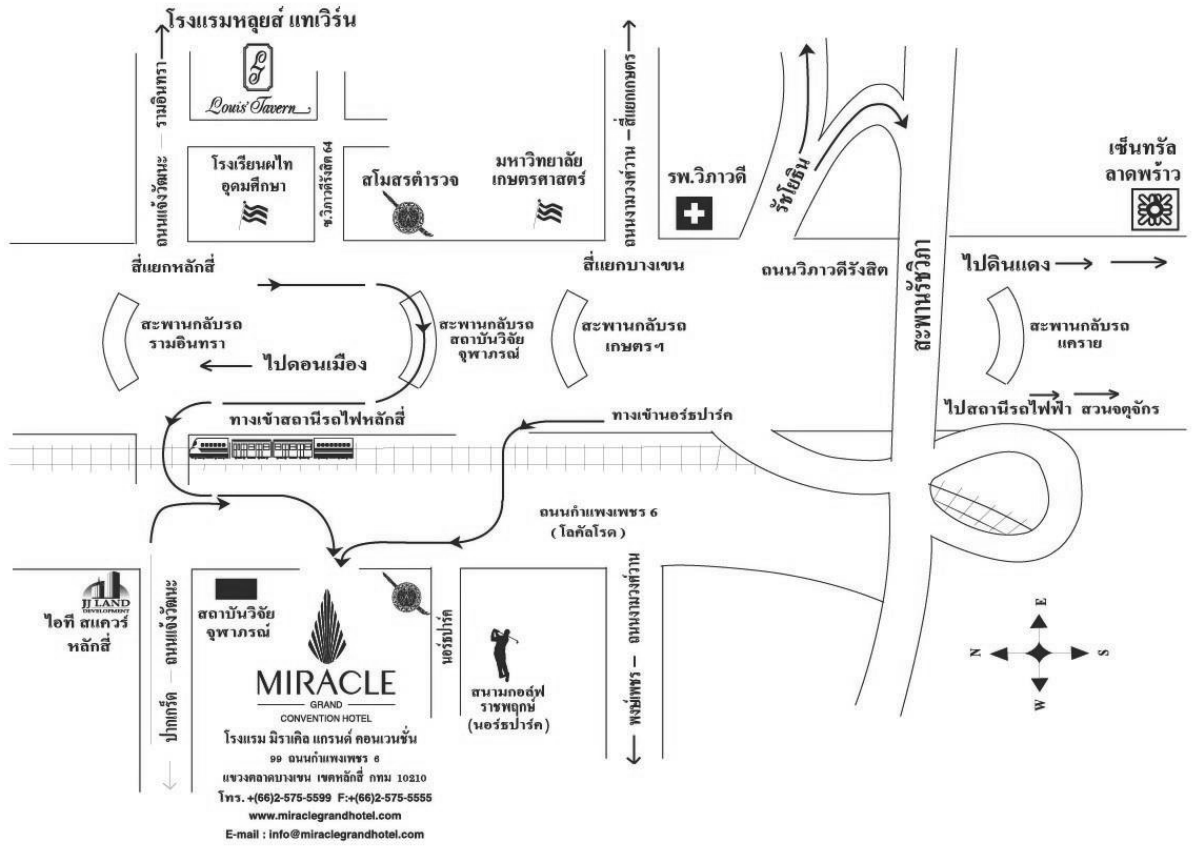 โรงแรมหลุยส์ แทเวิร์น
Louis' Tavern
ถนนแจ้งวัฒนะ — รามอินทรา
โรงเรียนผไท
อุดมศึกษา
ซ.วิภาวดีรังสิต 64
สโมสรตำรวจ
มหาวิทยาลัย
เกษตรศาสตร์
ถนนงามวงศ์วาน — สี่แยกเกษตร
รพ.วิภาวดี
รัชโยธิน
เซ็นทรัล
ลาดพร้าว
สี่แยกหลักสี่
สี่แยกบางเขน
ถนนวิภาวดีรังสิต
สะพานรัชวิภา
ไปดินแดง
สะพานกลับรถ
รามอินทรา
สะพานกลับรถ
สถาบันวิจัย
จุฬาภรณ์
สะพานกลับรถ
เกษตรฯ
สะพานกลับรถ
แคราย
ไปดอนเมือง
ทางเข้าสถานีรถไฟหลักสี่
ทางเข้านอร์ธปาร์ค
ไปสถานีรถไฟฟ้า สวนจตุจักร
ถนนกำแพงเพชร 6
(โลคัลโรด)
JJ LAND
DEVELOPMENT
ไอที สแควร์
หลักสี่
ปากเกร็ด — ถนนแจ้งวัฒนะ
สถาบันวิจัย
จุฬาภรณ์
นอร์ธปาร์ค
สนามกอล์ฟ
ราชพฤกษ์
(นอร์ธปาร์ค)
พงษ์เพชร — ถนนงามวงศ์วาน
N
E
S
W
MIRACLE
GRAND
CONVENTION HOTEL
โรงแรม มิราเคิล แกรนด์ คอนเวนชั่น
99 ถนนกำแพงเพชร 6
แขวงตลาดบางเขน เขตหลักสี่ กทม 10210
โทร. +(66)2-575-5599 F:+(66)2-575-5555
www.miraclegrandhotel.com
E-mail : info@miraclegrandhotel.com